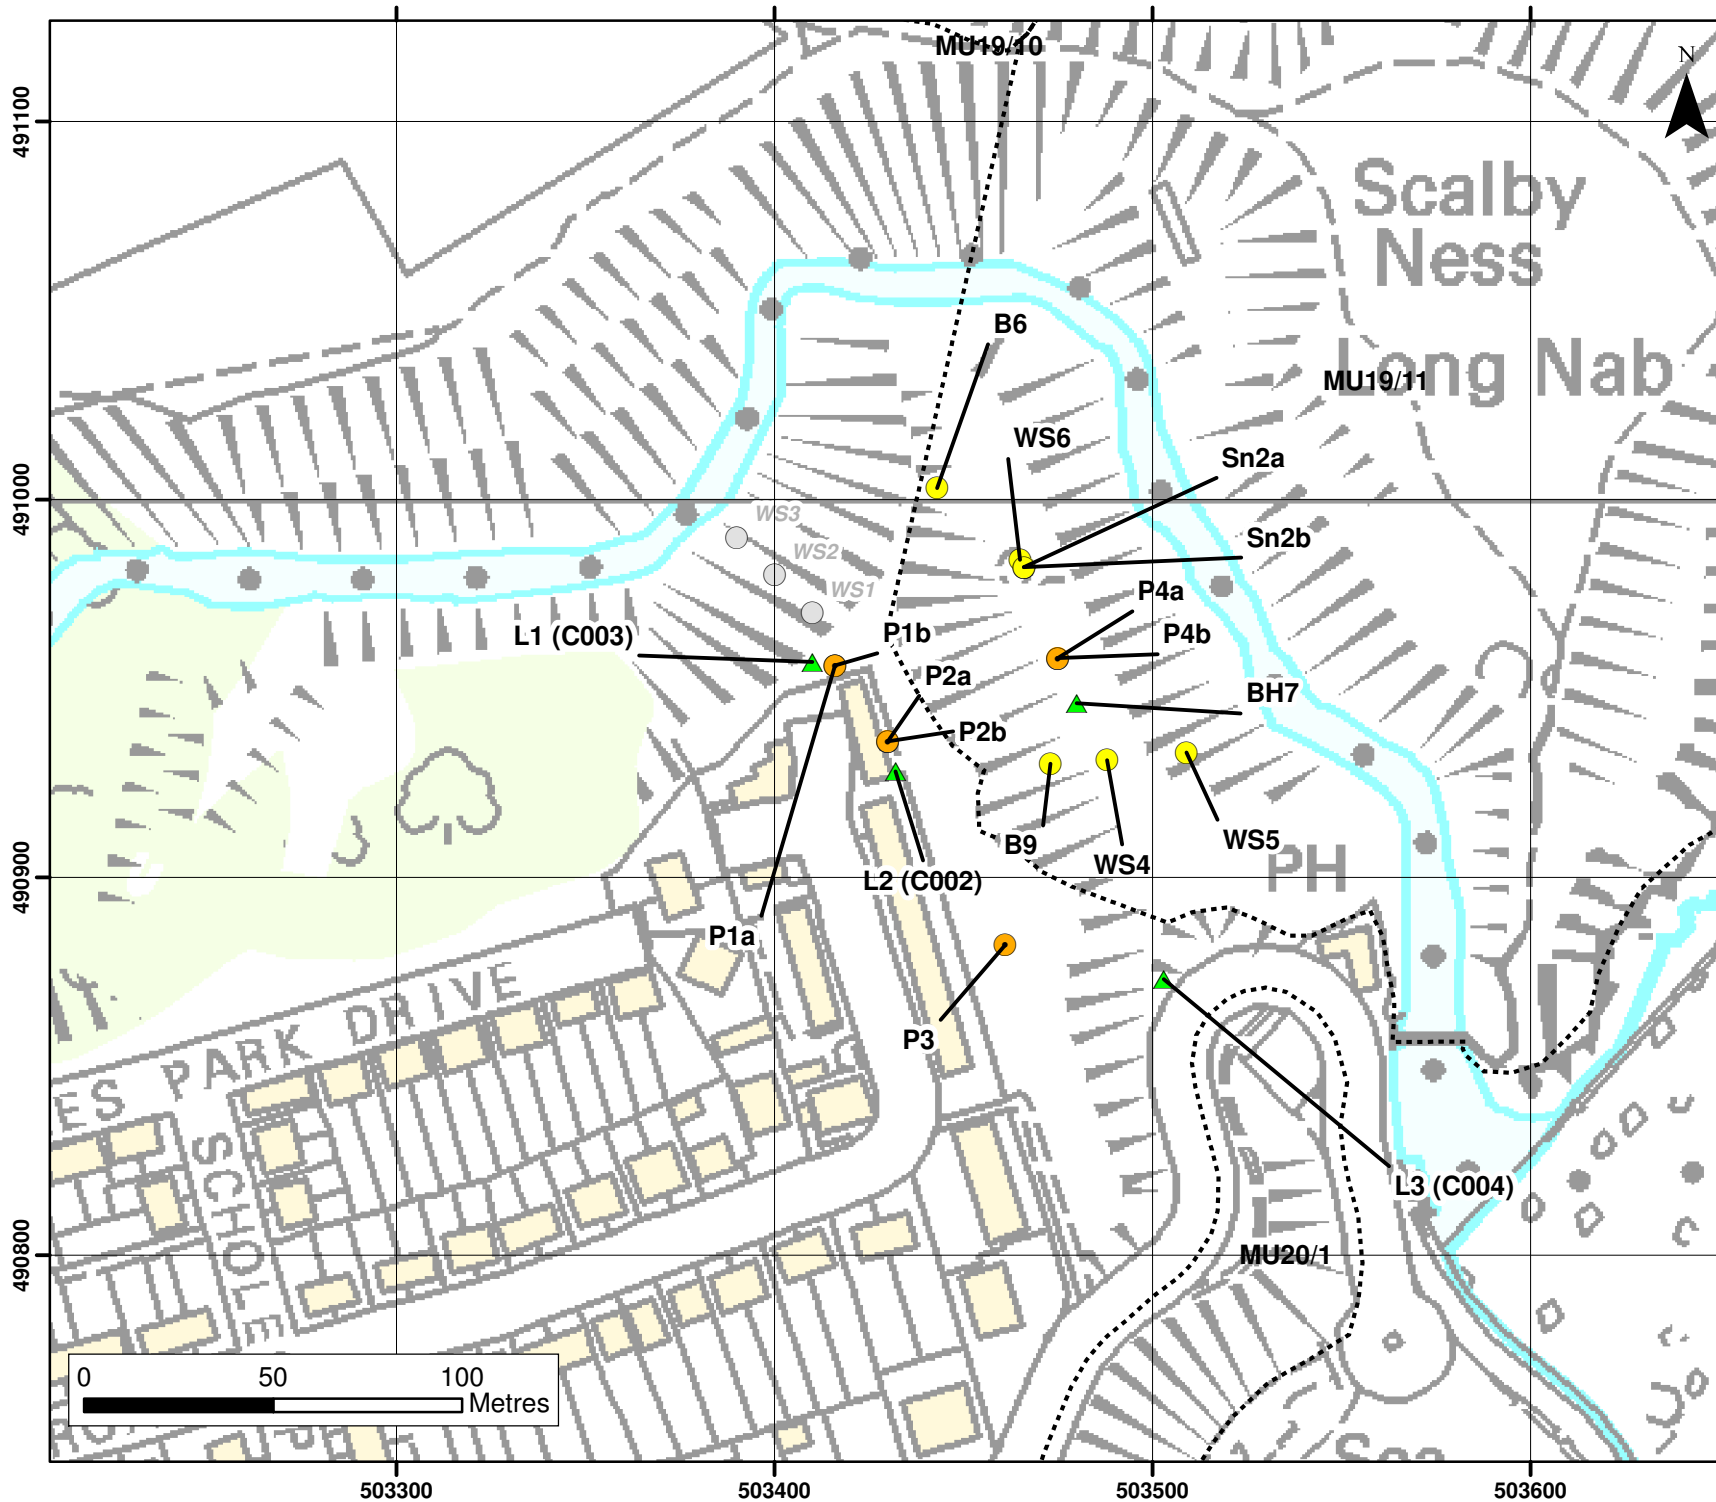 MU19/10
N
491100
Scalby
Ness
B6
Long Nab
MU19/11
WS6
Sn2a
491000
WS3
Sn2b
WS2
P4a
WS1
L1 (C003)
P1b
P4b
P2a
BH7
P2b
B9
WS5
WS4
PH
490900
L2 (C002)
P1a
ES PARK DRIVE
P3
L3 (C004)
SCHOLE
490800
MU20/1
0 50 100
Metres
503300 503400 503500 503600